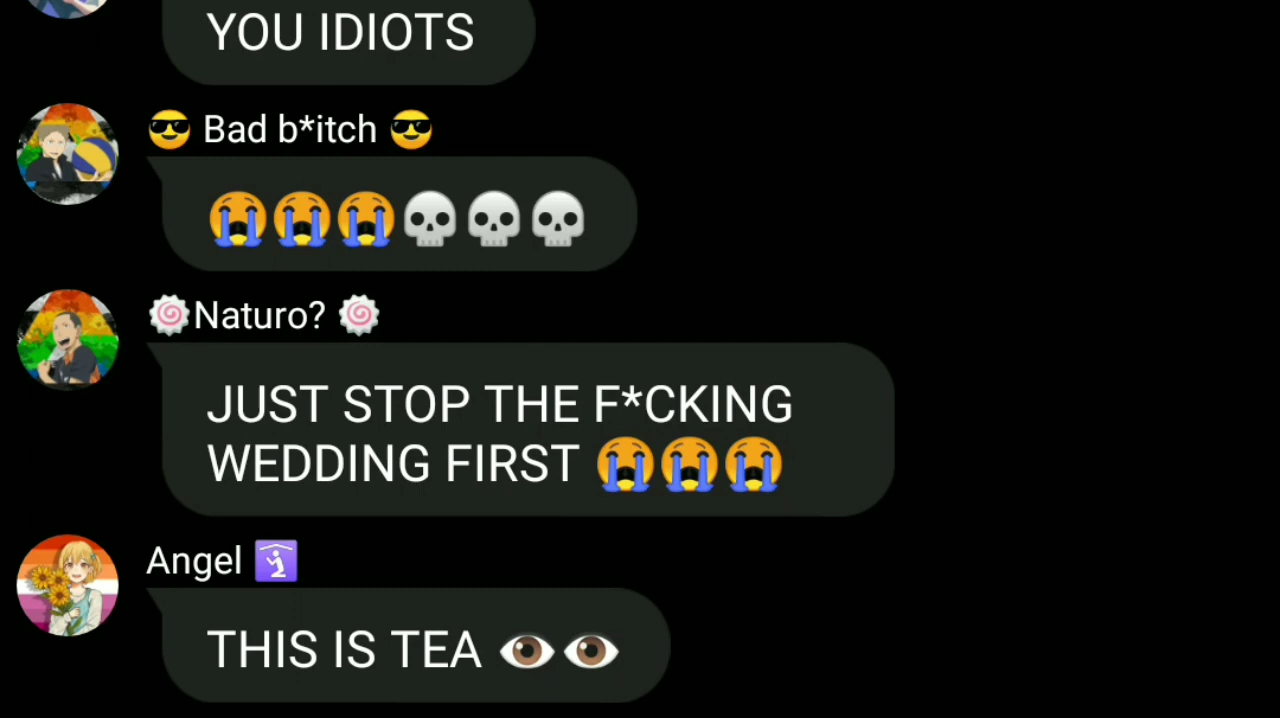 YOU IDIOTS
😎 Bad b*itch 😎
😭😭😭💀💀💀
🍥Naturo? 🍥
JUST STOP THE F*CKING
WEDDING FIRST 😭😭😭
Angel 🛐
THIS IS TEA 👁️👁️